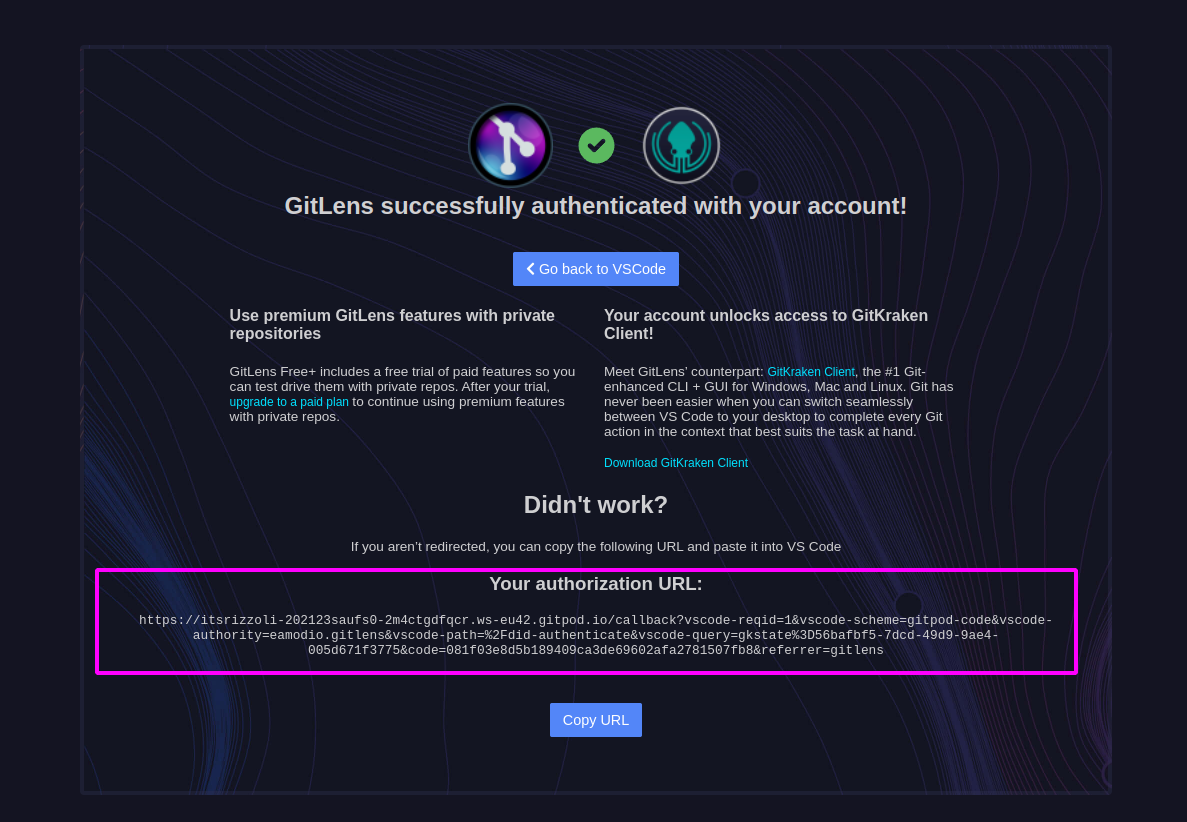 GitLens successfully authenticated with your account!
Go back to VSCode
Use premium GitLens features with private
repositories
GitLens Free+ includes a free trial of paid features so you
can test drive them with private repos. After your trial,
upgrade to a paid plan to continue using premium features
with private repos.
Your account unlocks access to GitKraken
Client!
Meet GitLens' counterpart: GitKraken Client, the #1 Git-
enhanced CLI + GUI for Windows, Mac and Linux. Git has
never been easier when you can switch seamlessly
between VS Code to your desktop to complete every Git
action in the context that best suits the task at hand.
Download GitKraken Client
Didn't work?
If you aren't redirected, you can copy the following URL and paste it into VS Code
Your authorization URL:
https://itsrizzoli-202123saufs0-2m4ctgdfqcr.ws-eu42.gitpod.io/callback?vscode-reqid=1&vscode-scheme=gitpod-code&vscode-
authority=eamodio.gitlens&vscode-path=%2Fdid-authenticate&vscode-query=gkstate%3D56bafbf5-7dcd-49d9-9ae4-
005d671f3775&code=081f03e8d5b189409ca3de69602afa2781507fb8&referrer=gitlens
Copy URL